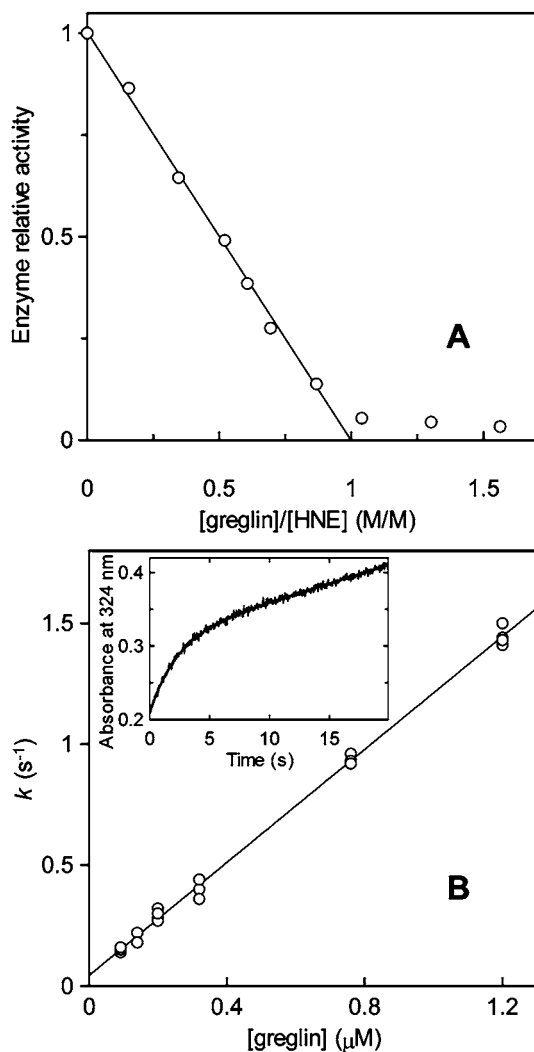 1
0.5
0
Enzyme relative activity
A
0 0.5 1 1.5
[greglin]/[HNE] (M/M)
1.5
1
0.5
0
k (s-1)
0.4
0.3
0.2
Absorbance at 324 nm
0 5 10 15
Time (s)
B
0 0.4 0.8 1.2
[greglin] (μM)